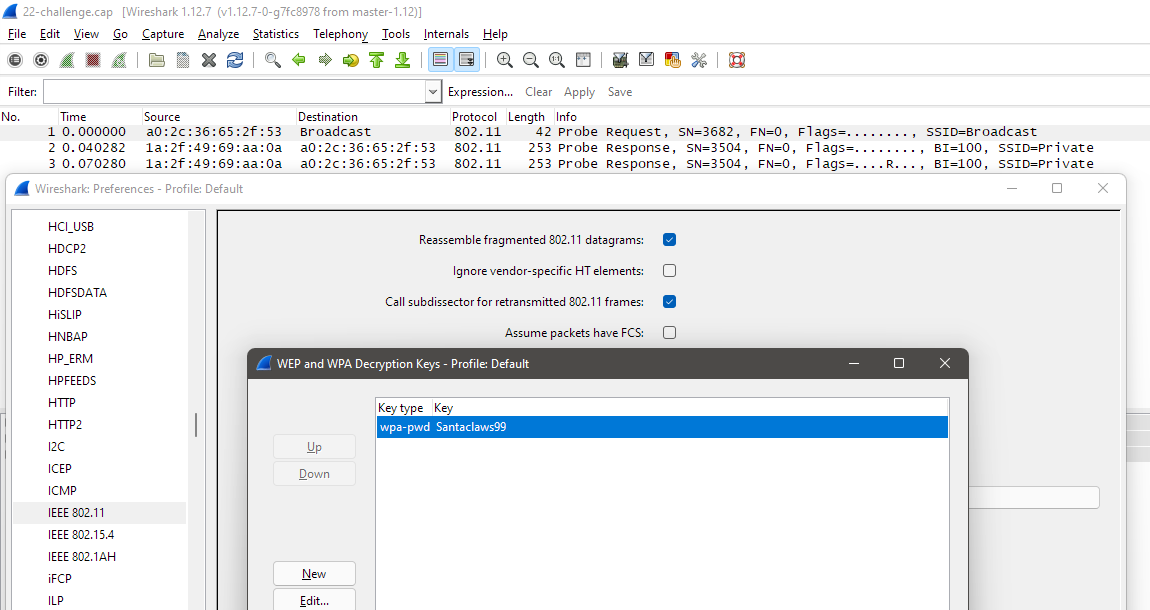 22-challenge.cap [Wireshark 1.12.7 (v1.12.7-0-g7fc8978 from master-1.12)]
File Edit View Go Capture Analyze Statistics Telephony Tools Internals Help
Filter: Expression... Clear Apply Save
No. Time Source Destination Protocol Length Info
1 0.000000 a0:2c:36:65:2f:53 Broadcast 802.11 42 Probe Request, SN=3682, FN=0, Flags=........, SSID=Broadcast
2 0.040282 1a:2f:49:69:aa:0a a0:2c:36:65:2f:53 802.11 253 Probe Response, SN=3504, FN=0, Flags=........, BI=100, SSID=Private
3 0.070280 1a:2f:49:69:aa:0a a0:2c:36:65:2f:53 802.11 253 Probe Response, SN=3504, FN=0, Flags=....R..., BI=100, SSID=Private
Wireshark: Preferences - Profile: Default
HCI_USB
HDCP2
HDFS
HDFSDATA
HiSLIP
HNBAP
HP_ERM
HPFEEDS
HTTP
HTTP2
I2C
ICEP
ICMP
IEEE 802.11
IEEE 802.15.4
IEEE 802.1AH
iFCP
ILP
Reassemble fragmented 802.11 datagrams:
Ignore vendor-specific HT elements:
Call subdissector for retransmitted 802.11 frames:
Assume packets have FCS:
WEP and WPA Decryption Keys - Profile: Default
Key type Key
wpa-pwd Santaclaws99
Up
Down
New
Edit...